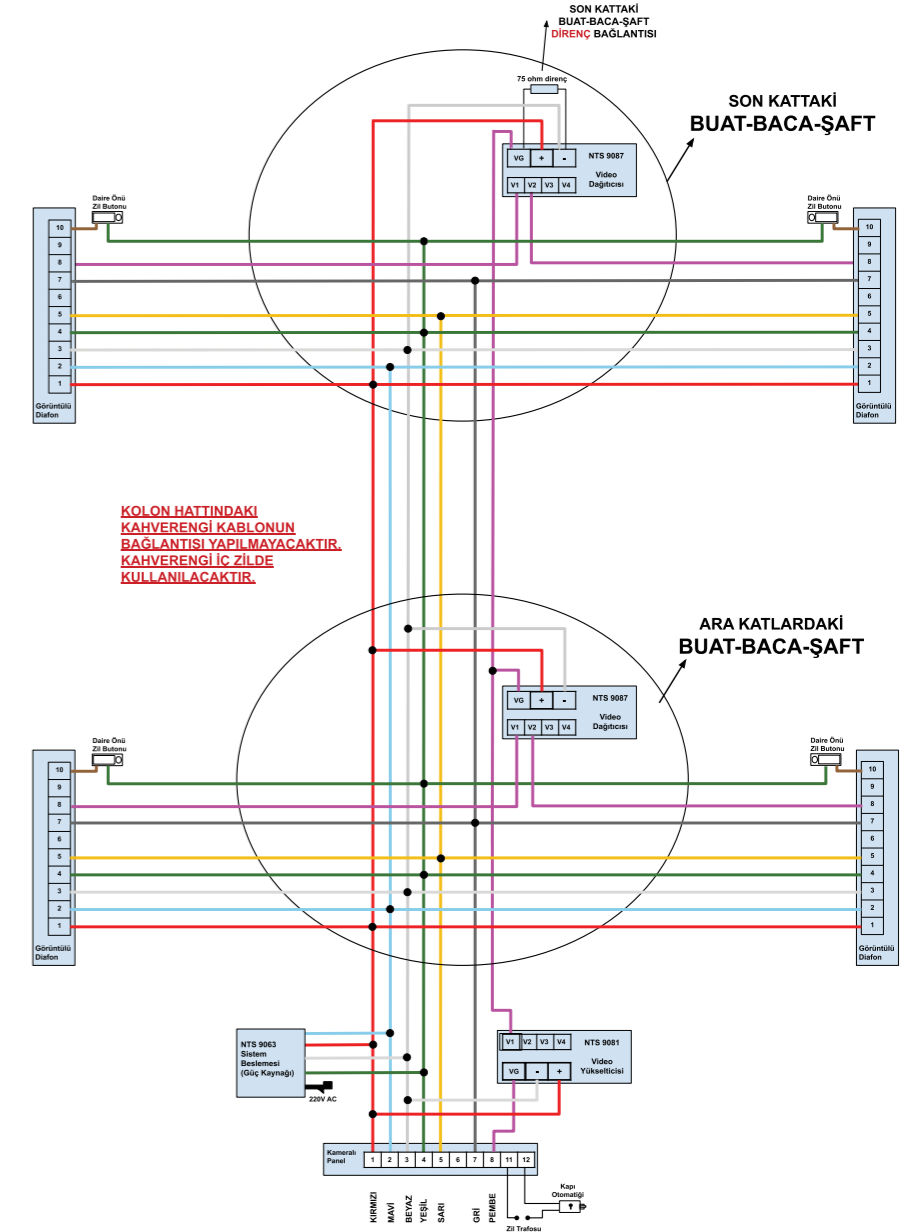 SON KATTAKİ
BUAT-BACA-ŞAFT
DİRENÇ BAĞLANTISI
75 ohm direnç
SON KATTAKİ
BUAT-BACA-ŞAFT
VG + - NTS 9087
Video
Dağıtıcısı
V1 V2 V3 V4
Daire Önü
Zil Butonu
10
9
8
7
6
5
4
3
2
1
Görüntülü
Diafon
Daire Önü
Zil Butonu
10
9
8
7
6
5
4
3
2
1
Görüntülü
Diafon
KOLON HATTINDAKI
KAHVERENGİ KABLONUN
BAĞLANTISI YAPILMAYACAKTIR.
KAHVERENGİ İÇ ZİLDE
KULLANILACAKTIR.
ARA KATLARDAKİ
BUAT-BACA-ŞAFT
VG + - NTS 9087
Video
Dağıtıcısı
V1 V2 V3 V4
Daire Önü
Zil Butonu
10
9
8
7
6
5
4
3
2
1
Görüntülü
Diafon
Daire Önü
Zil Butonu
10
9
8
7
6
5
4
3
2
1
Görüntülü
Diafon
NTS 9063
Sistem
Beslemesi
(Güç Kaynağı)
220V AC
V1 V2 V3 V4 NTS 9081
Video
Yükselticisi
VG - +
Kameralı
Panel
1 2 3 4 5 6 7 8 11 12
KIRMIZI
MAVİ
BEYAZ
YEŞİL
SARI
GRİ
PEMBE
Kapı
Otomatiği
Zil Trafosu